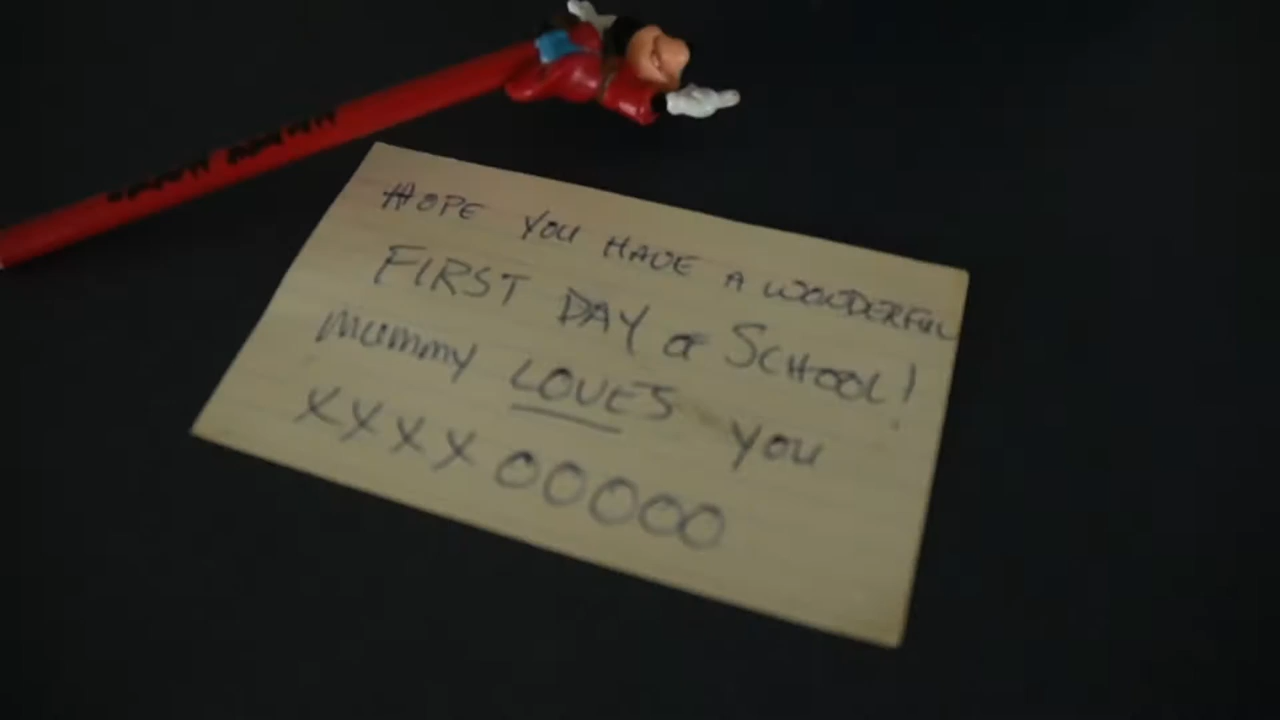 HOPE YOU HAVE A WONDERFUL
FIRST DAY OF SCHOOL!
MUMMY LOVES YOU
XXXX OOOOO